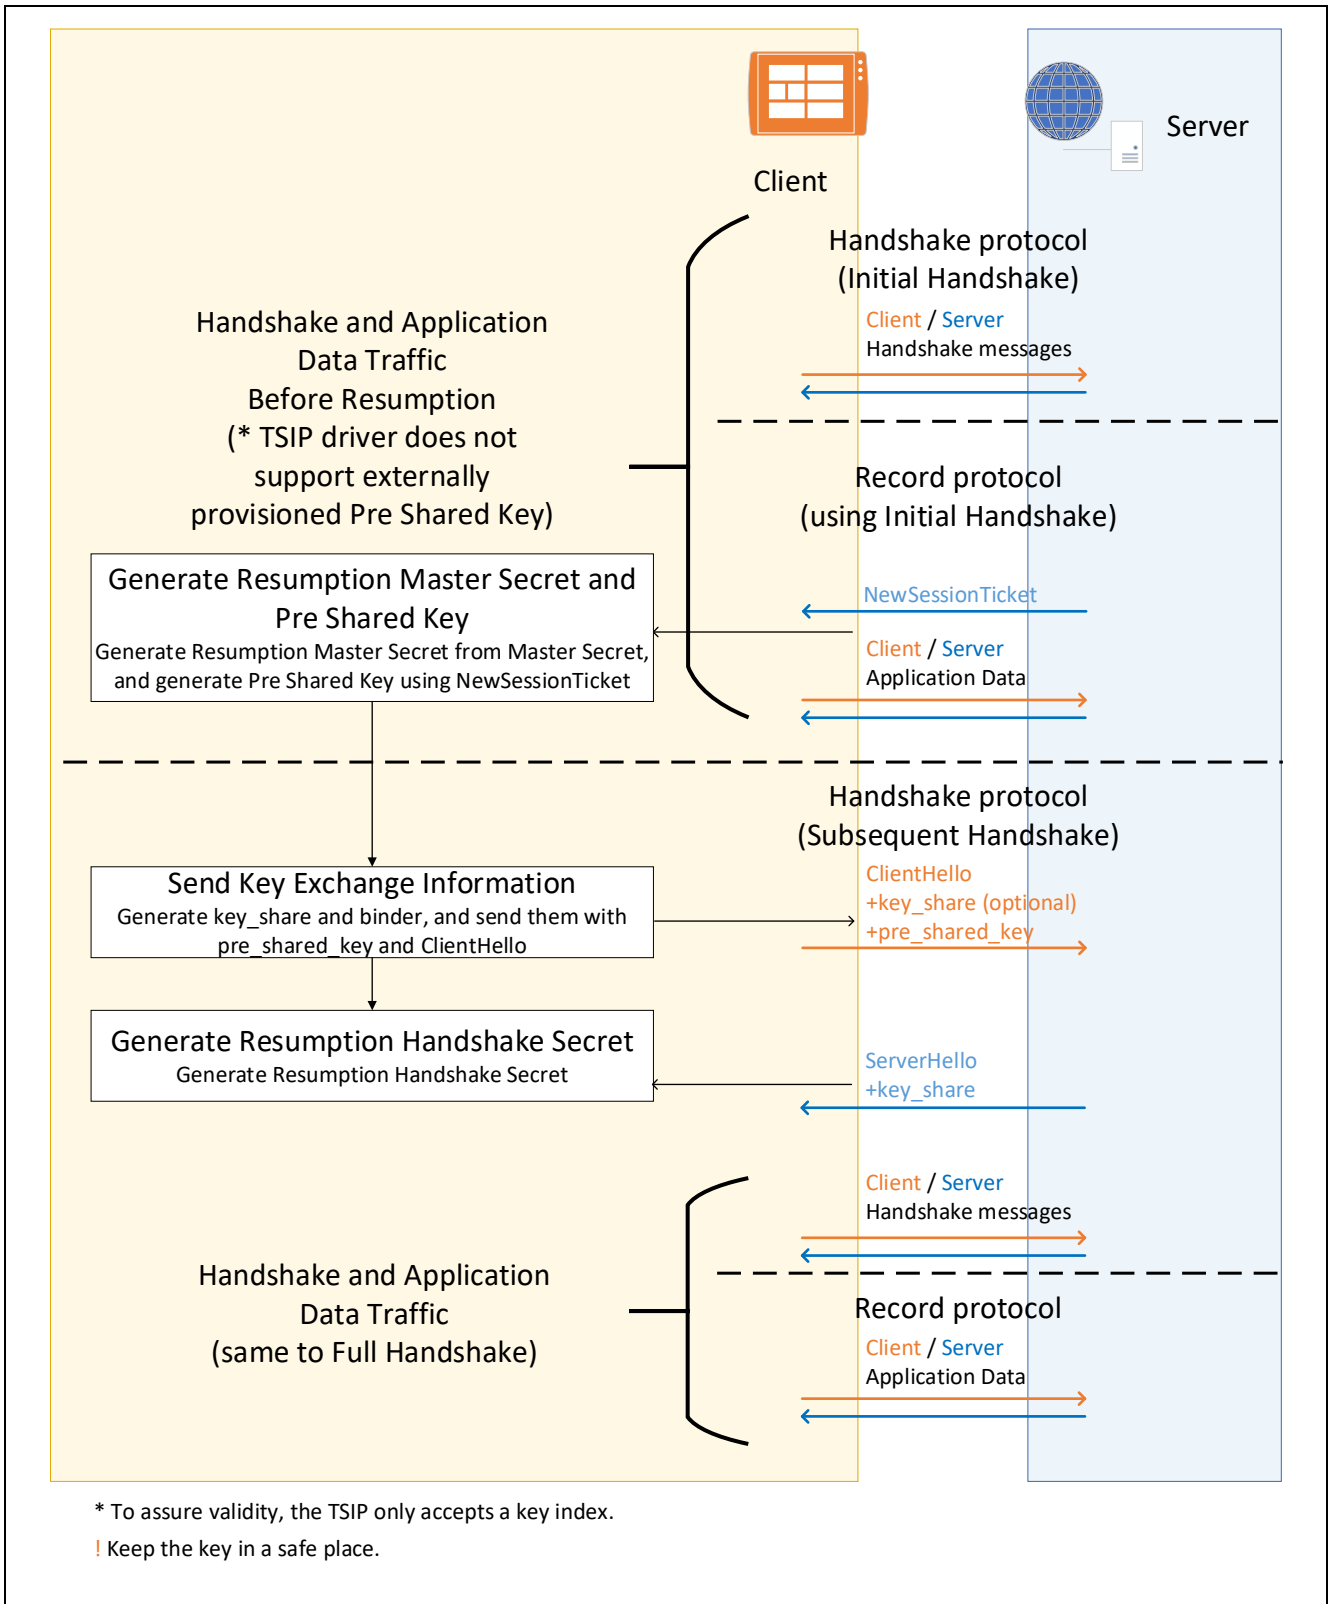 Server
Client
Handshake protocol
(Initial Handshake)
Client / Server
Handshake messages
Handshake and Application
Data Traffic
Before Resumption
(* TSIP driver does not
support externally
provisioned Pre Shared Key)
Record protocol
(using Initial Handshake)
NewSessionTicket
Generate Resumption Master Secret and
Pre Shared Key
Generate Resumption Master Secret from Master Secret,
and generate Pre Shared Key using NewSessionTicket
Client / Server
Application Data
Handshake protocol
(Subsequent Handshake)
Send Key Exchange Information
Generate key_share and binder, and send them with
pre_shared_key and ClientHello
ClientHello
+key_share (optional)
+pre_shared_key
Generate Resumption Handshake Secret
Generate Resumption Handshake Secret
ServerHello
+key_share
Client / Server
Handshake messages
Handshake and Application
Data Traffic
(same to Full Handshake)
Record protocol
Client / Server
Application Data
* To assure validity, the TSIP only accepts a key index.
! Keep the key in a safe place.